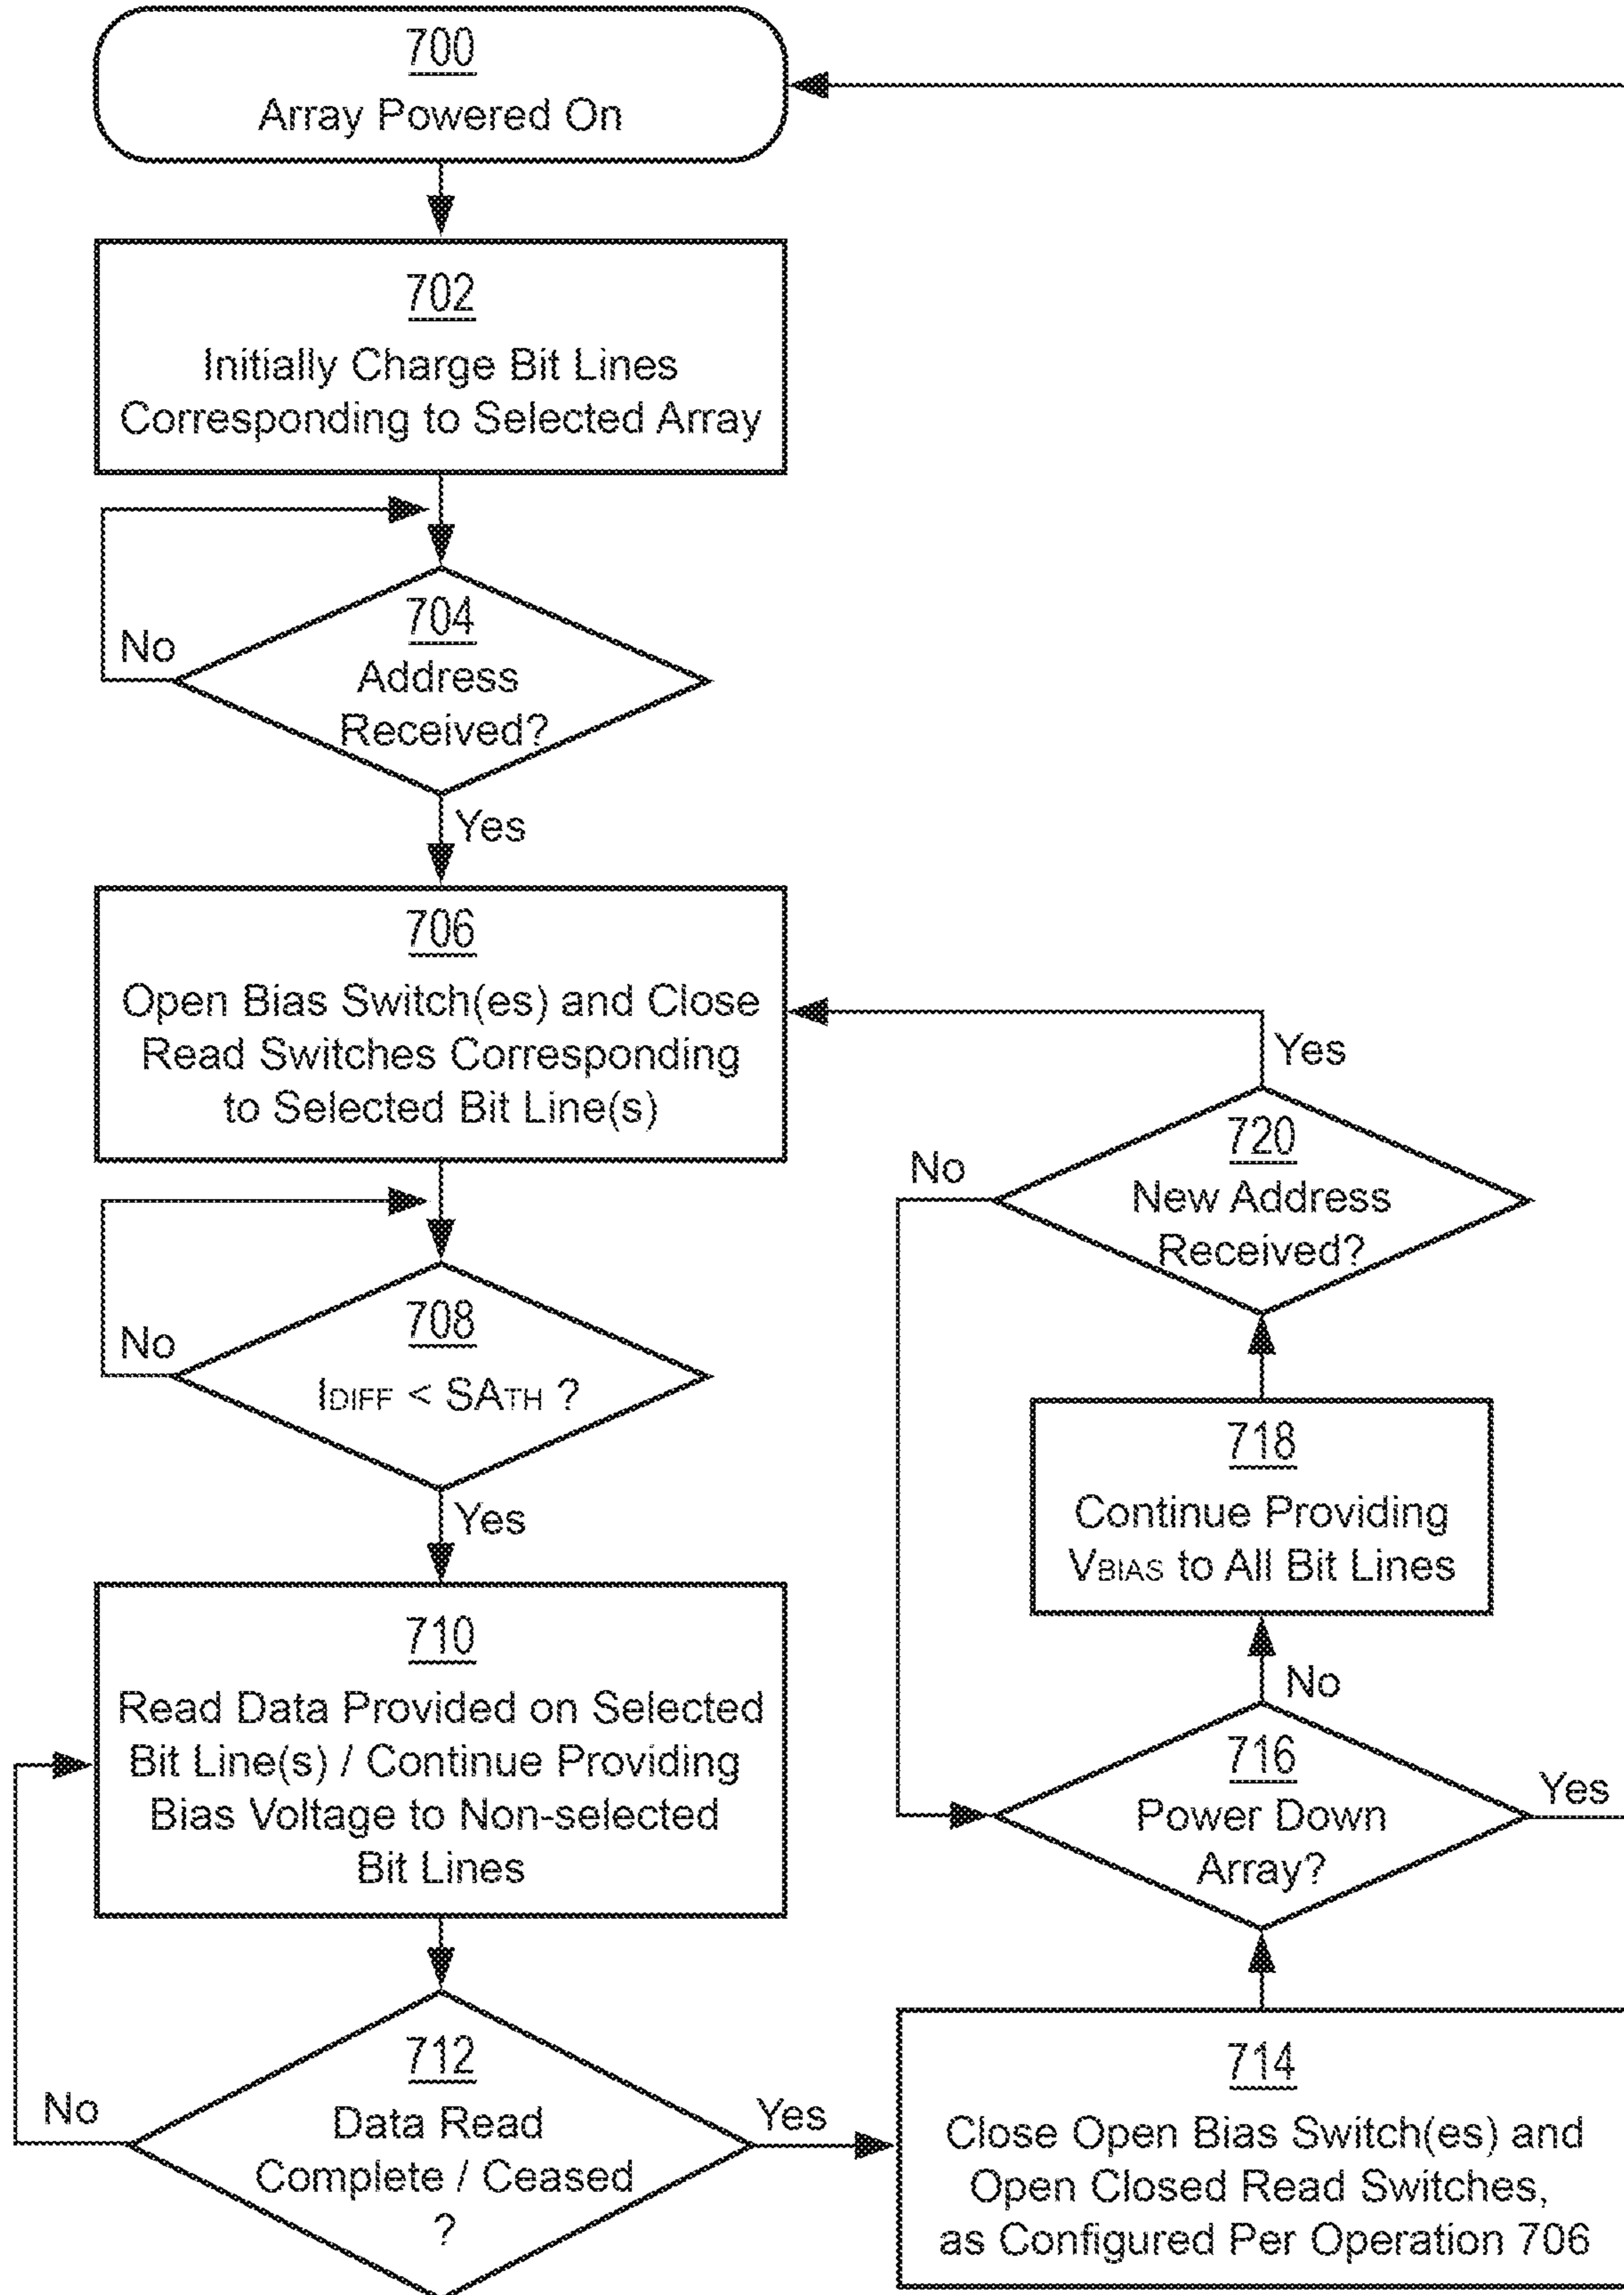 700
Array Powered On
702
Initially Charge Bit Lines
Corresponding to Selected Array
704
Address
Received?
No
Yes
706
Open Bias Switch(es) and Close
Read Switches Corresponding
to Selected Bit Line(s)
708
IDIFF < SATH ?
No
Yes
710
Read Data Provided on Selected
Bit Line(s) / Continue Providing
Bias Voltage to Non-selected
Bit Lines
712
Data Read
Complete / Ceased
?
No
Yes
714
Close Open Bias Switch(es) and
Open Closed Read Switches,
as Configured Per Operation 706
716
Power Down
Array?
Yes
No
718
Continue Providing
VBIAS to All Bit Lines
720
New Address
Received?
No
Yes